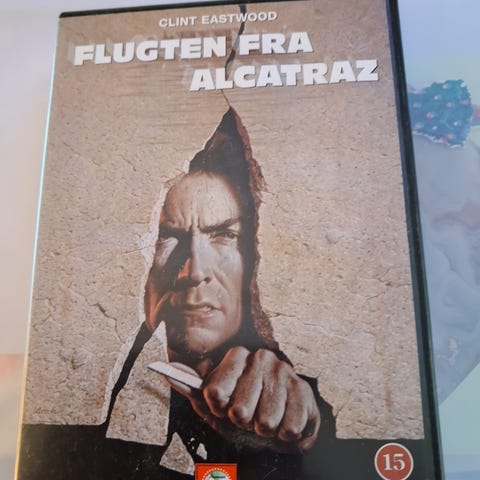 CLINT EASTWOOD
FLUGTEN FRA
ALCATRAZ
15